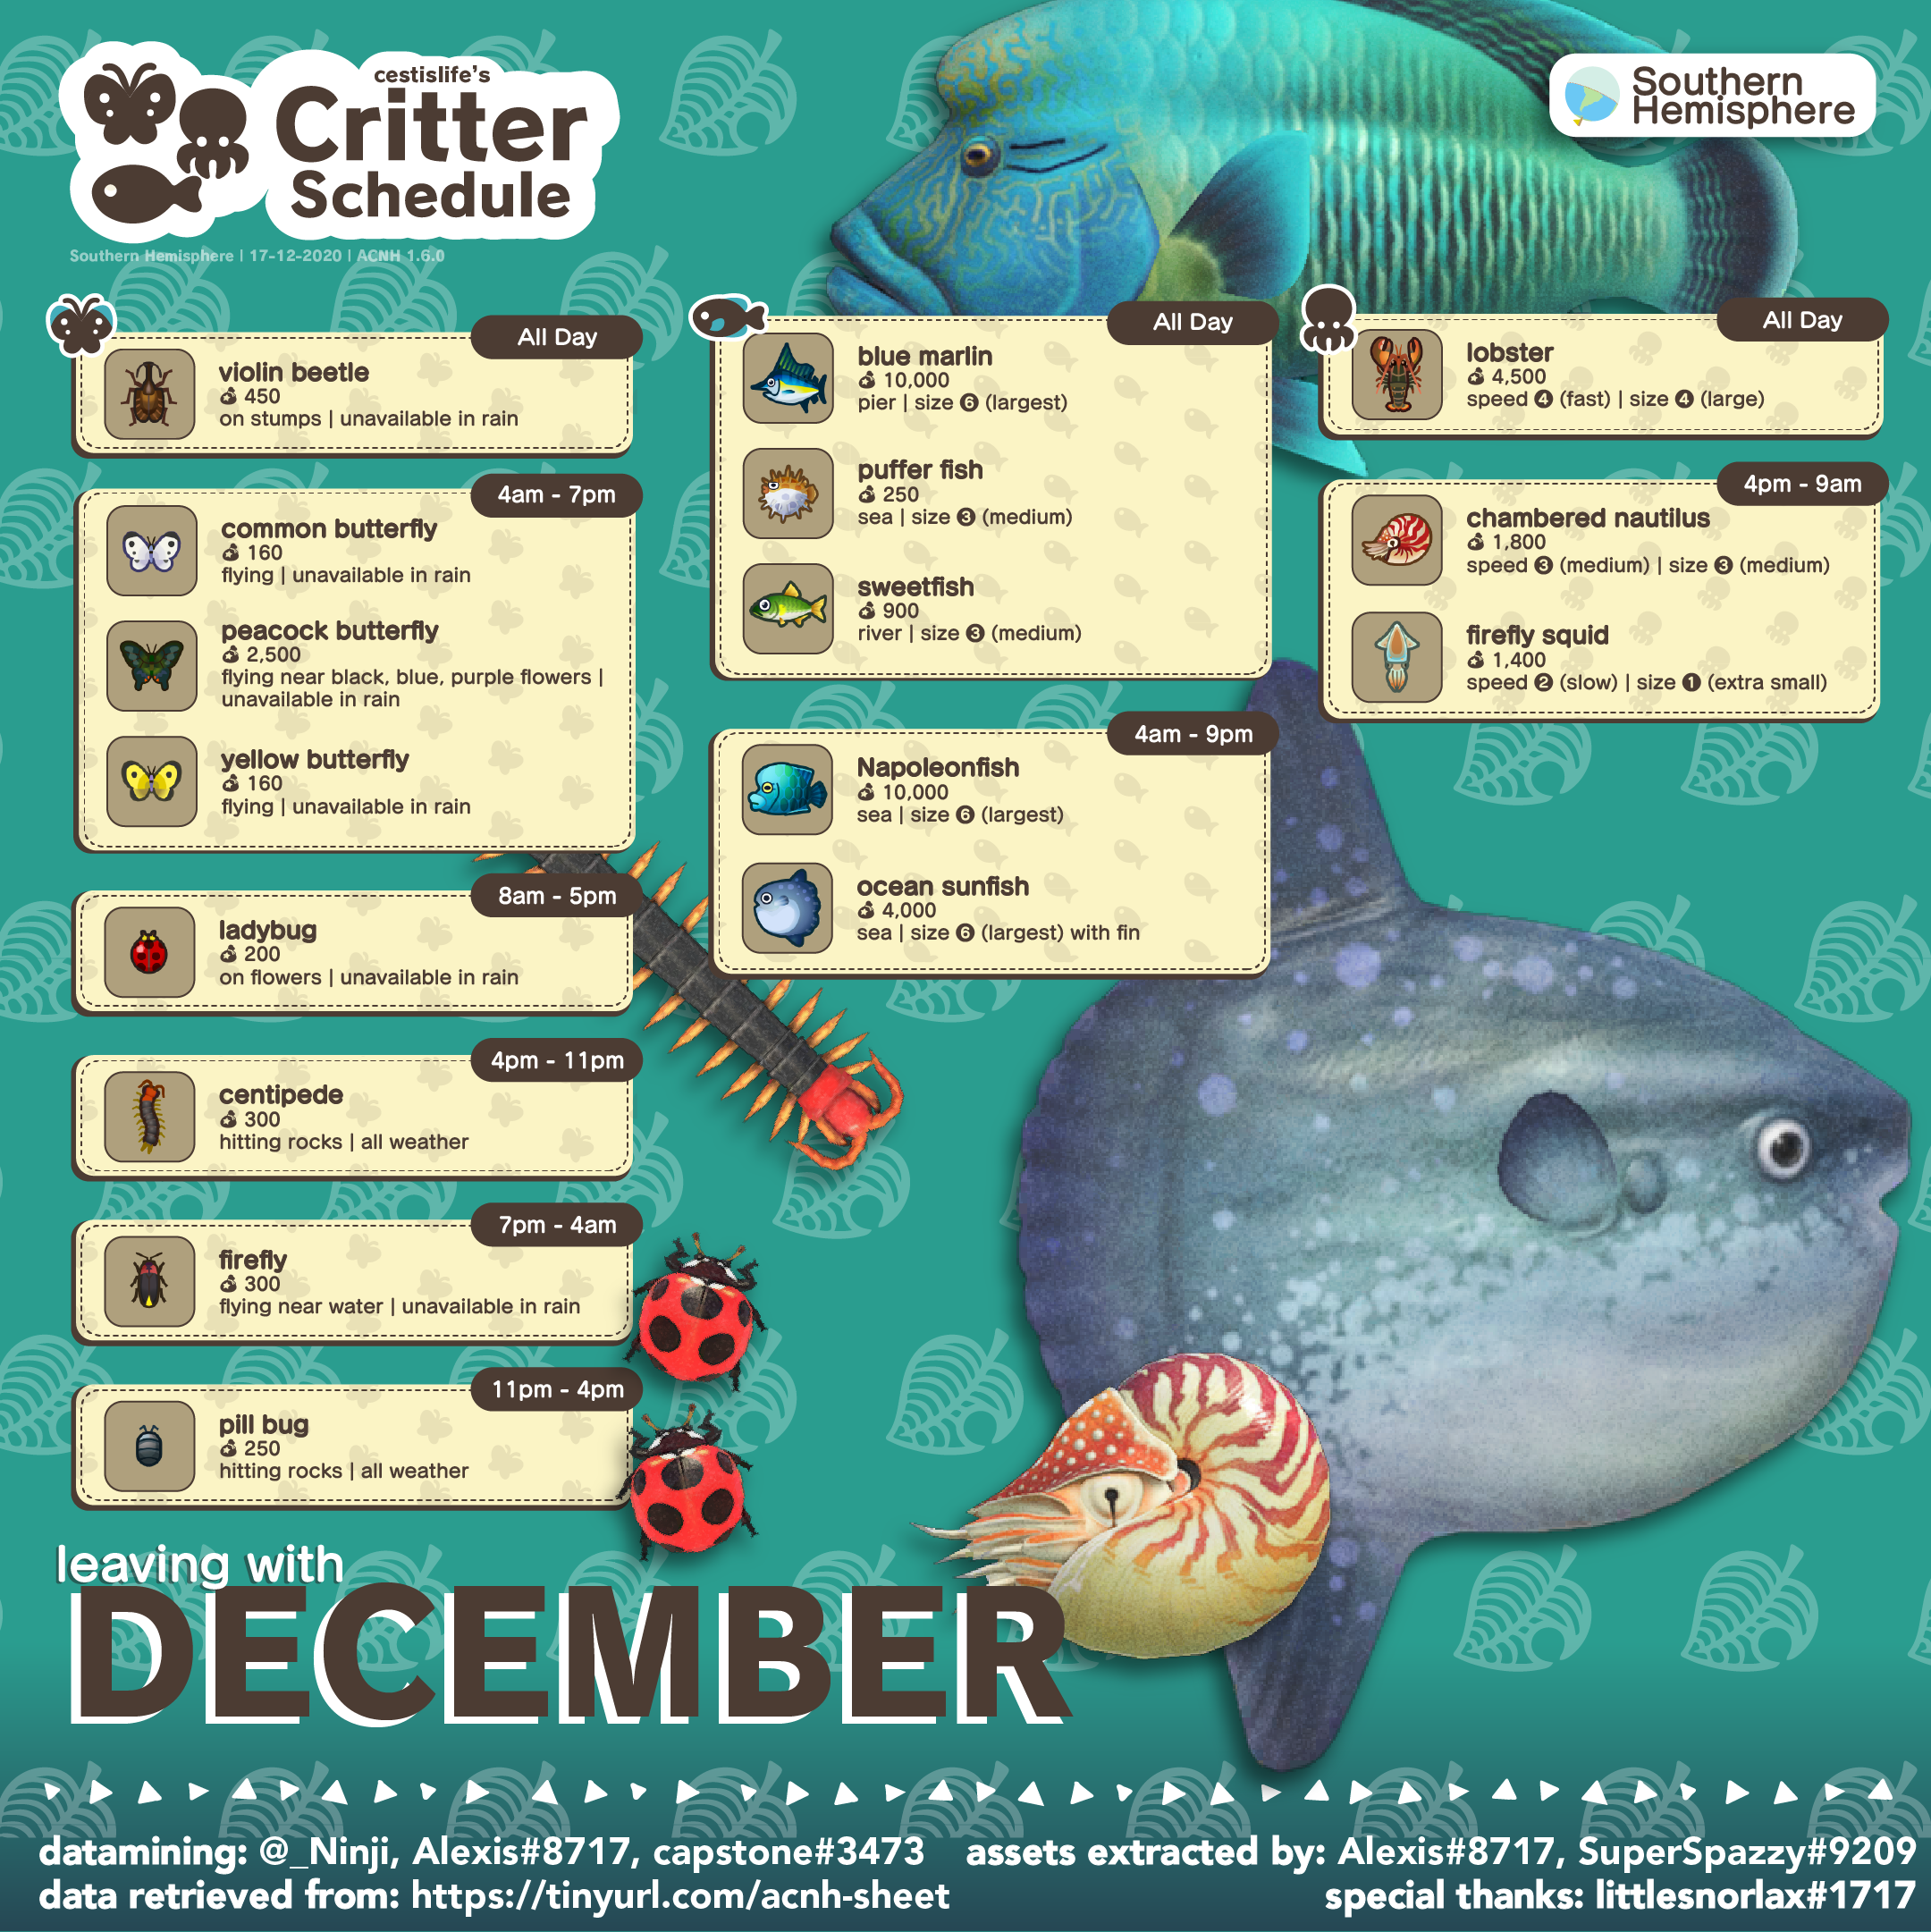 cestislife's
Critter
Schedule
Southern Hemisphere | 17-12-2020 | ACNH 1.6.0
Southern
Hemisphere
All Day
violin beetle
450
on stumps | unavailable in rain
4am - 7pm
common butterfly
160
flying | unavailable in rain
peacock butterfly
2,500
flying near black, blue, purple flowers |
unavailable in rain
yellow butterfly
160
flying | unavailable in rain
8am - 5pm
ladybug
200
on flowers | unavailable in rain
4pm - 11pm
centipede
300
hitting rocks | all weather
7pm - 4am
firefly
300
flying near water | unavailable in rain
11pm - 4pm
pill bug
250
hitting rocks | all weather
All Day
blue marlin
10,000
pier | size 6 (largest)
puffer fish
250
sea | size 3 (medium)
sweetfish
900
river | size 3 (medium)
4am - 9pm
Napoleonfish
10,000
sea | size 6 (largest)
ocean sunfish
4,000
sea | size 6 (largest) with fin
All Day
lobster
4,500
speed 4 (fast) | size 4 (large)
4pm - 9am
chambered nautilus
1,800
speed 3 (medium) | size 3 (medium)
firefly squid
1,400
speed 2 (slow) | size 1 (extra small)
leaving with
DECEMBER
datamining: @_Ninji, Alexis#8717, capstone#3473
data retrieved from: https://tinyurl.com/acnh-sheet
assets extracted by: Alexis#8717, SuperSpazzy#9209
special thanks: littlesnorlax#1717